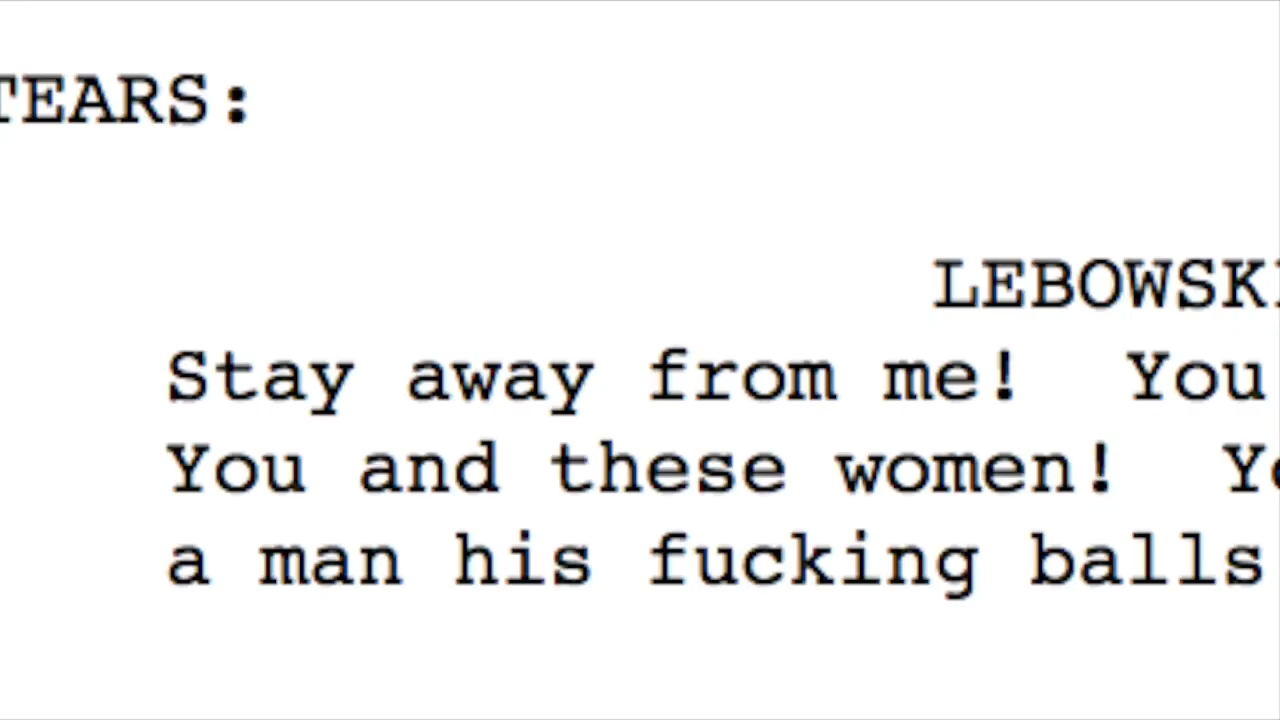 TEARS:
LEBOWSKI
Stay away from me!  You
You and these women!  Yo
a man his fucking balls